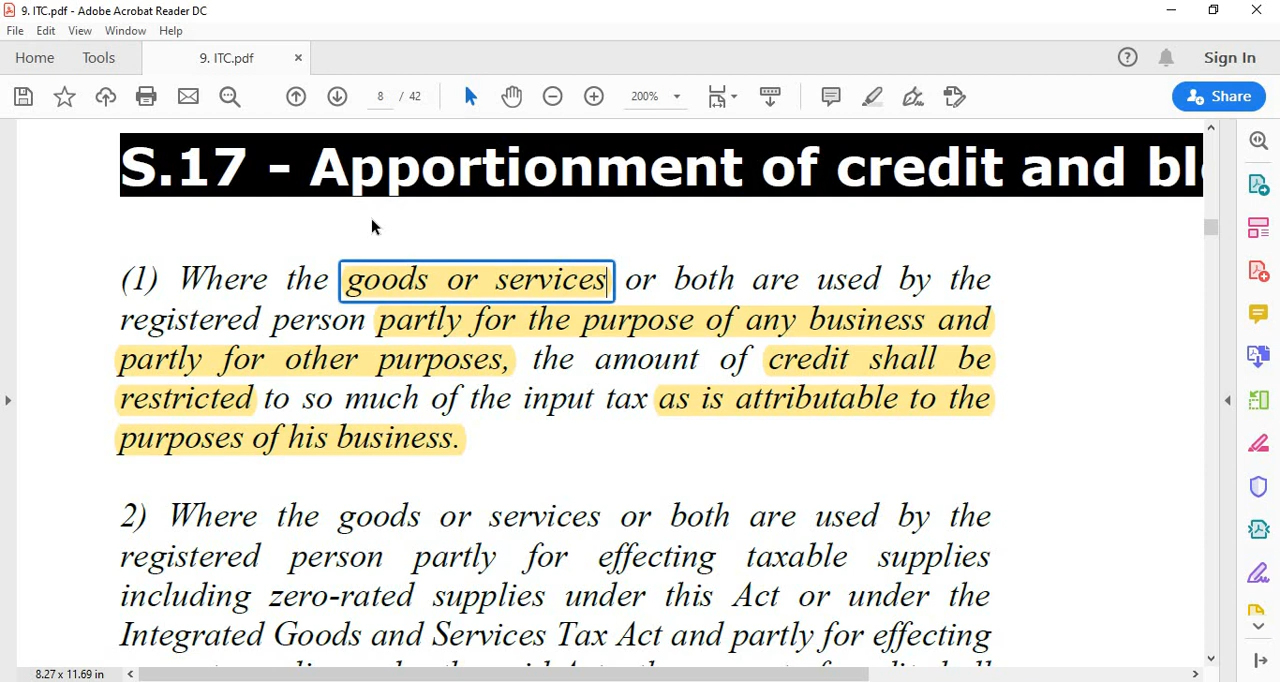 9. ITC.pdf - Adobe Acrobat Reader DC
File Edit View Window Help
Home Tools 9. ITC.pdf × Sign In
8 / 42 200% Share
S.17 - Apportionment of credit and
(1) Where the goods or services or both are used by the
registered person partly for the purpose of any business and
partly for other purposes, the amount of credit shall be
restricted to so much of the input tax as is attributable to the
purposes of his business.
2) Where the goods or services or both are used by the
registered person partly for effecting taxable supplies
including zero-rated supplies under this Act or under the
Integrated Goods and Services Tax Act and partly for effecting
8.27 x 11.69 in